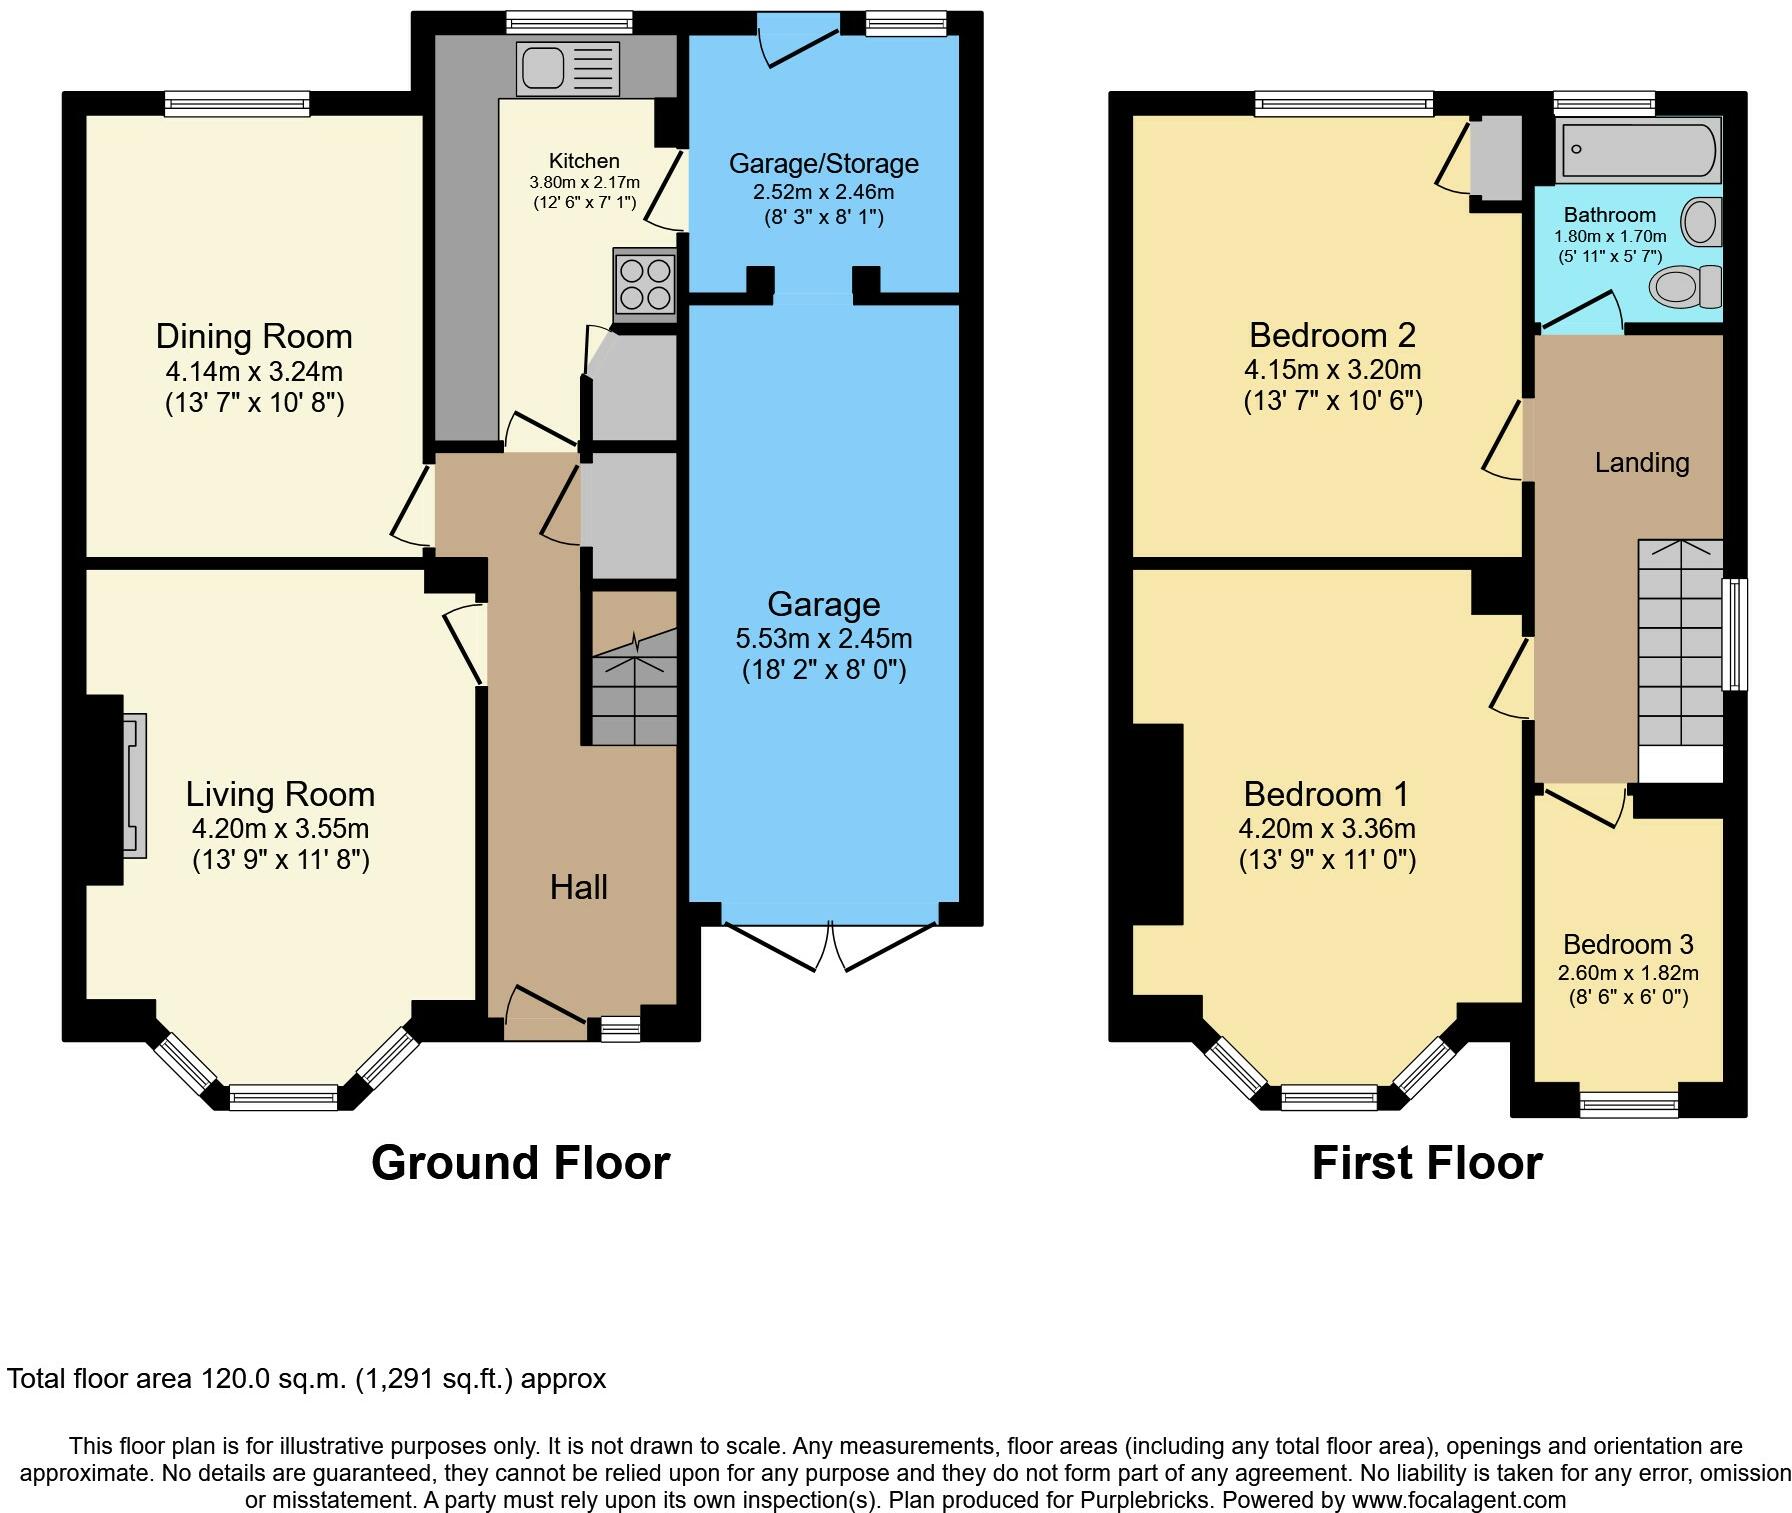 Kitchen
3.80m x 2.17m
(12' 6" x 7' 1")
Garage/Storage
2.52m x 2.46m
(8' 3" x 8' 1")
Dining Room
4.14m x 3.24m
(13' 7" x 10' 8")
Garage
5.53m x 2.45m
(18' 2" x 8' 0")
Living Room
4.20m x 3.55m
(13' 9" x 11' 8")
Hall
Ground Floor
Bathroom
1.80m x 1.70m
(5' 11" x 5' 7")
Bedroom 2
4.15m x 3.20m
(13' 7" x 10' 6")
Landing
Bedroom 1
4.20m x 3.36m
(13' 9" x 11' 0")
Bedroom 3
2.60m x 1.82m
(8' 6" x 6' 0")
First Floor
Total floor area 120.0 sq.m. (1,291 sq.ft.) approx
This floor plan is for illustrative purposes only. It is not drawn to scale. Any measurements, floor areas (including any total floor area), openings and orientation are
approximate. No details are guaranteed, they cannot be relied upon for any purpose and they do not form part of any agreement. No liability is taken for any error, omission
or misstatement. A party must rely upon its own inspection(s). Plan produced for Purplebricks. Powered by www.focalagent.com